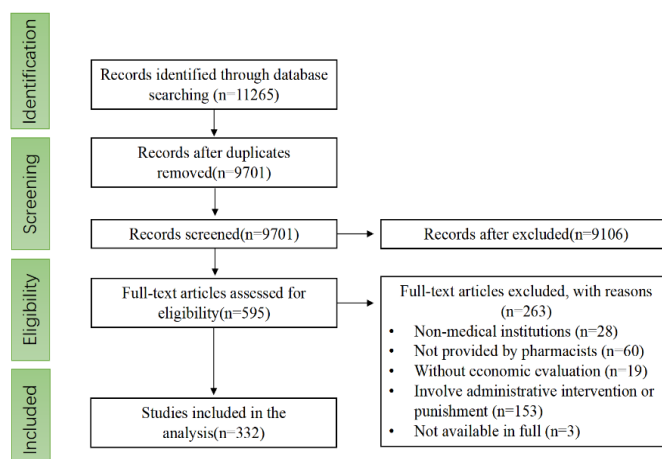 Identification
Records identified through database
searching (n=11265)
Records after duplicates
removed(n=9701)
Screening
Records screened(n=9701)
Records after excluded(n=9106)
Eligibility
Full-text articles assessed for
eligibility(n=595)
Full-text articles excluded, with reasons
(n=263)
• Non-medical institutions (n=28)
• Not provided by pharmacists (n=60)
• Without economic evaluation (n=19)
• Involve administrative intervention or
punishment (n=153)
• Not available in full (n=3)
Included
Studies included in the
analysis(n=332)